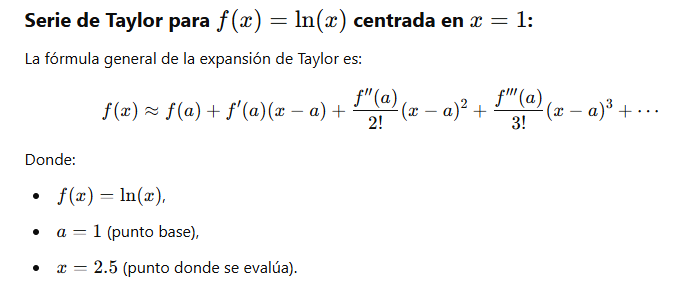 Serie de Taylor para f(x) = ln(x) centrada en x = 1:
La fórmula general de la expansión de Taylor es:
f(x) ≈ f(a) + f′(a)(x − a) + f″(a)/2! (x − a)² + f‴(a)/3! (x − a)³ + ⋯
Donde:
• f(x) = ln(x),
• a = 1 (punto base),
• x = 2.5 (punto donde se evalúa).